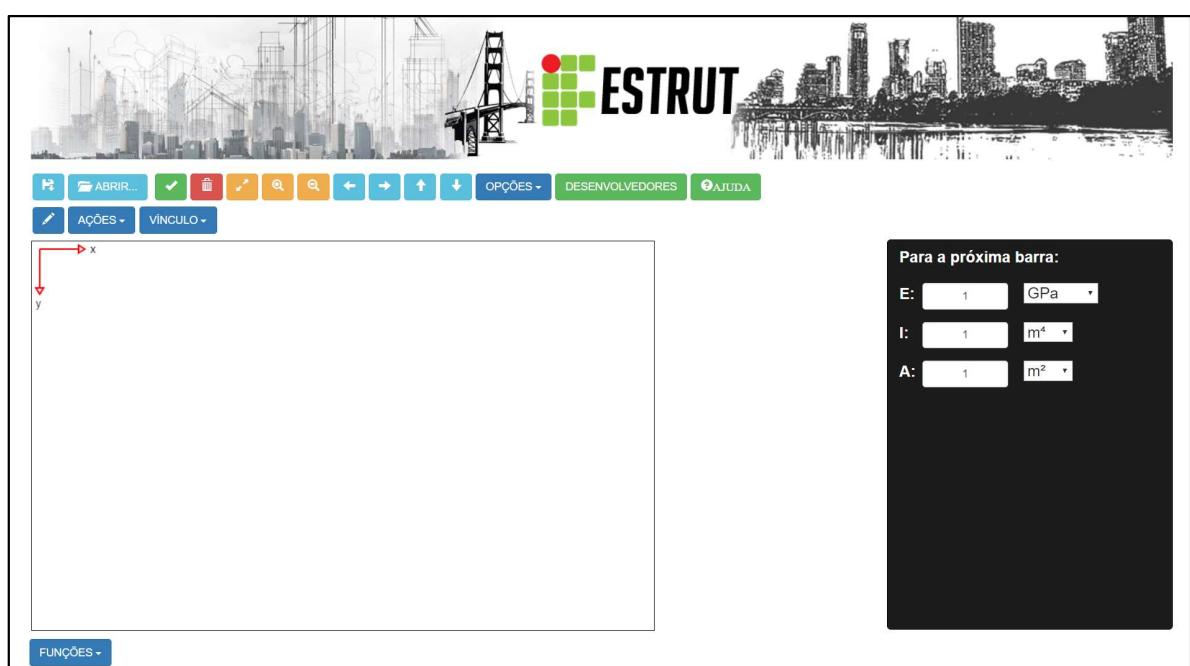 ESTRUT
ABRIR... OPÇÕES DESENVOLVEDORES AJUDA
AÇÕES VÍNCULO
x
y
Para a próxima barra:
E: 1 GPa
I: 1 m⁴
A: 1 m²
FUNÇÕES